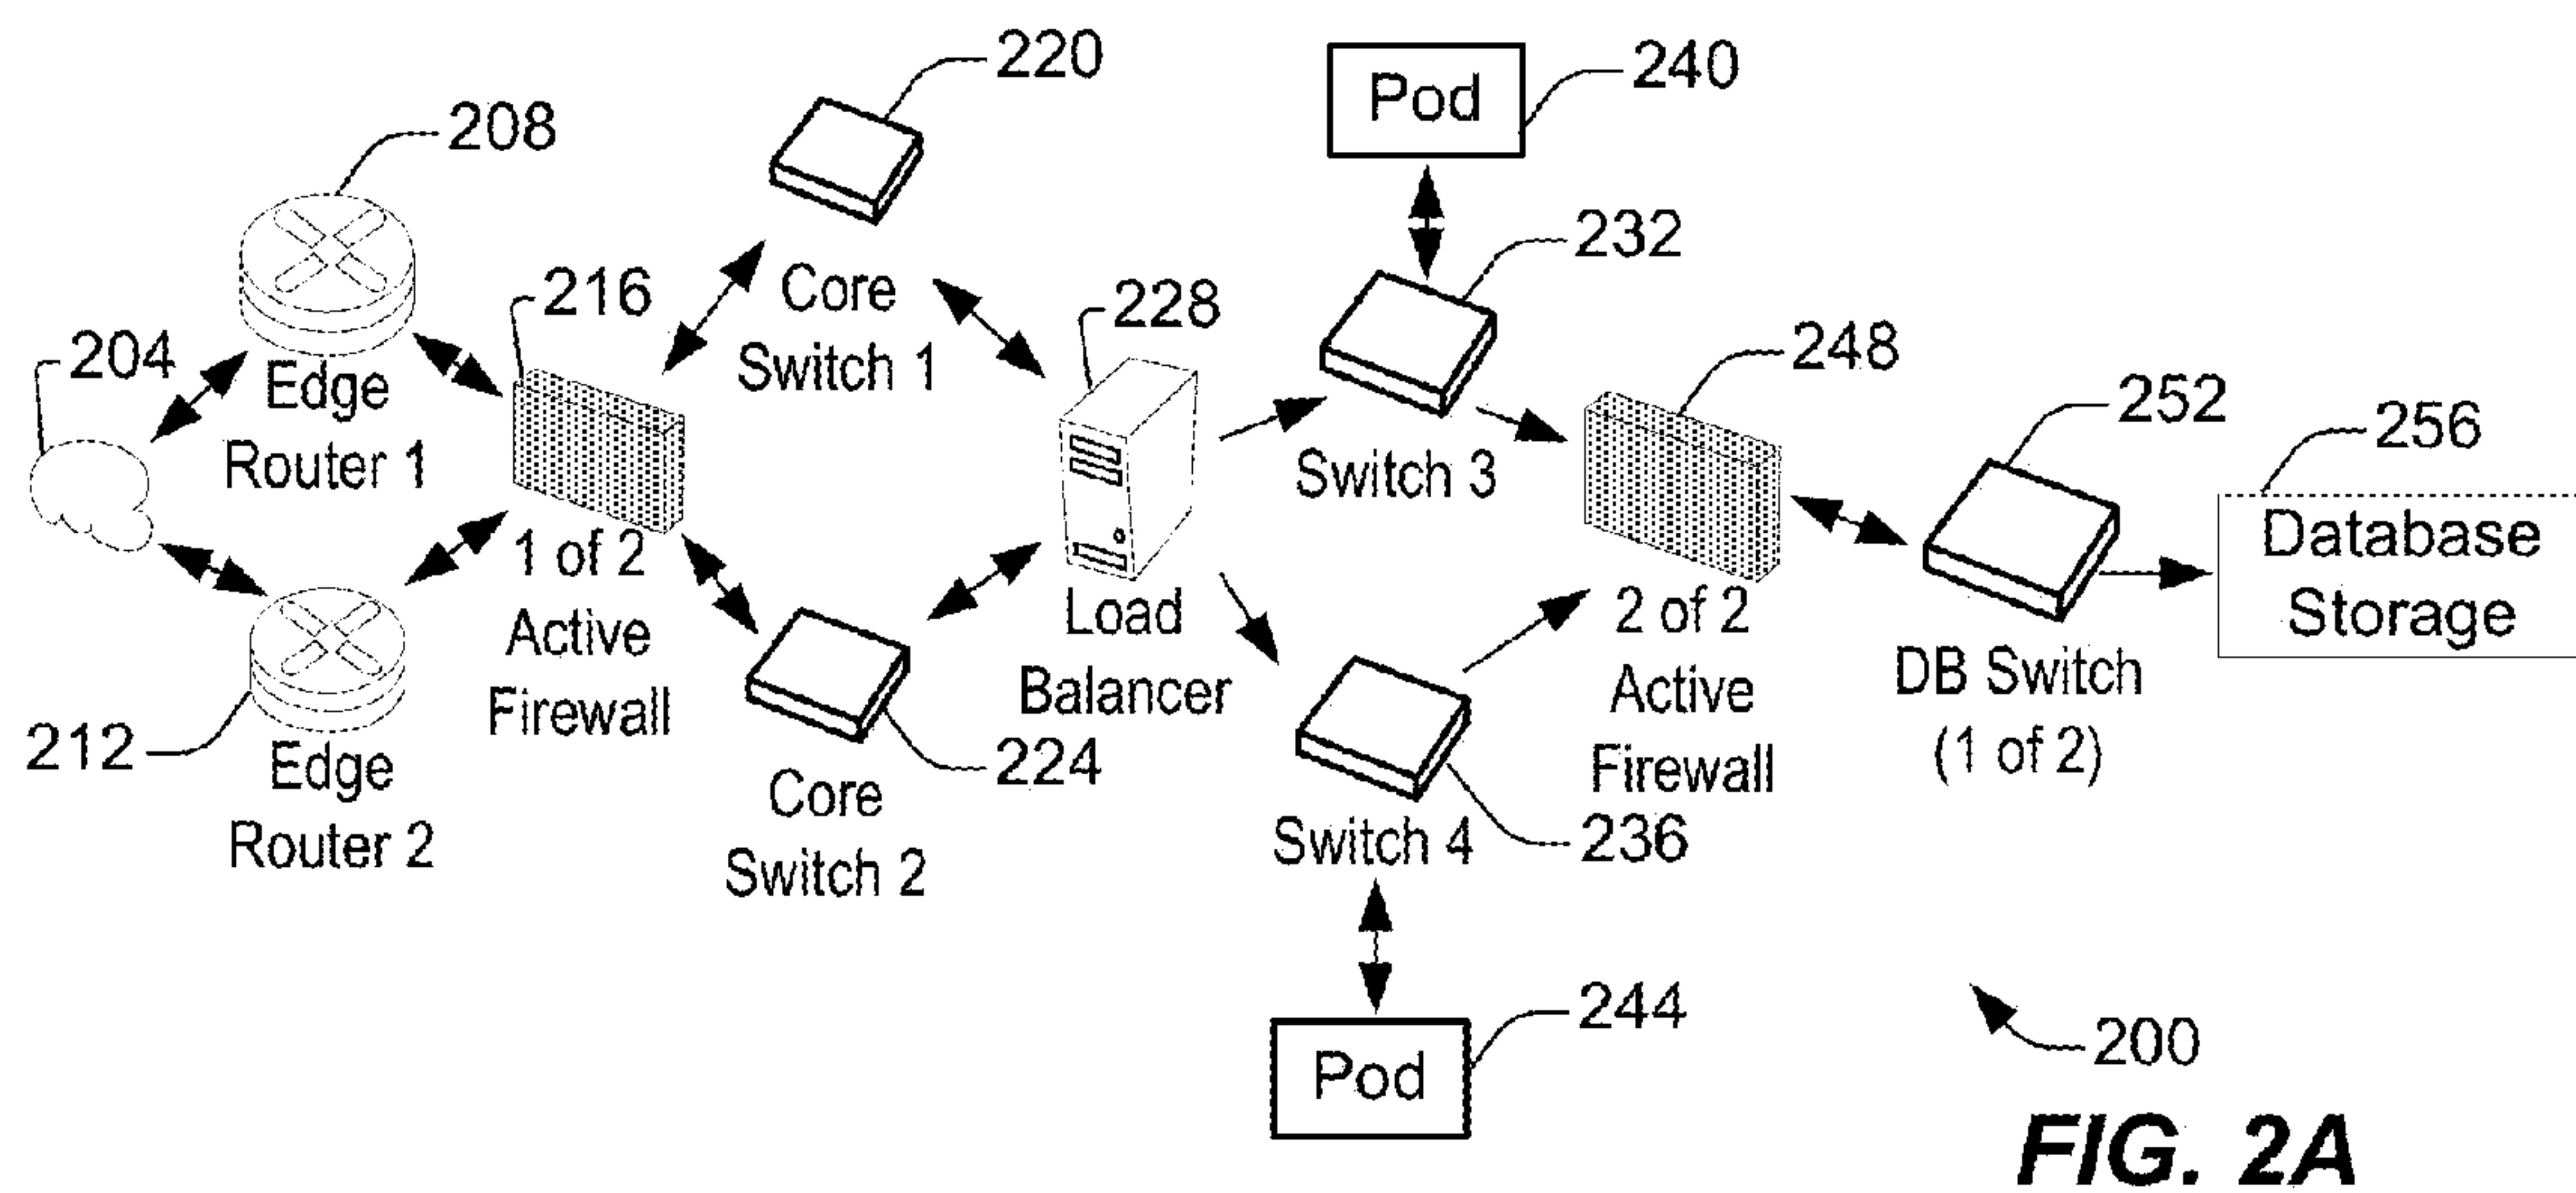 220
240
Pod
208
232
216
Core
Switch 1
228
248
204
Edge
Router 1
252
256
Switch 3
Database
Storage
1 of 2
Active
Firewall
Load
Balancer
2 of 2
Active
Firewall
DB Switch
(1 of 2)
212
Edge
Router 2
224
Core
Switch 2
Switch 4
236
244
Pod
200
FIG. 2A